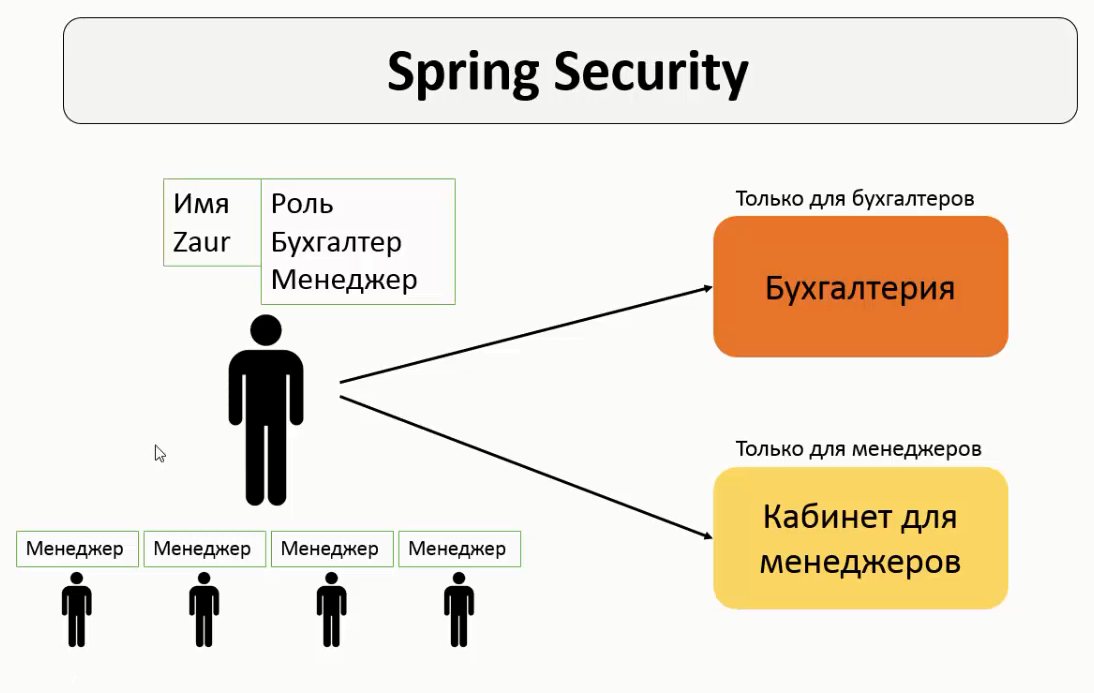 Spring Security
Имя
Zaur
Роль
Бухгалтер
Менеджер
Только для бухгалтеров
Бухгалтерия
Только для менеджеров
Кабинет для
менеджеров
Менеджер
Менеджер
Менеджер
Менеджер